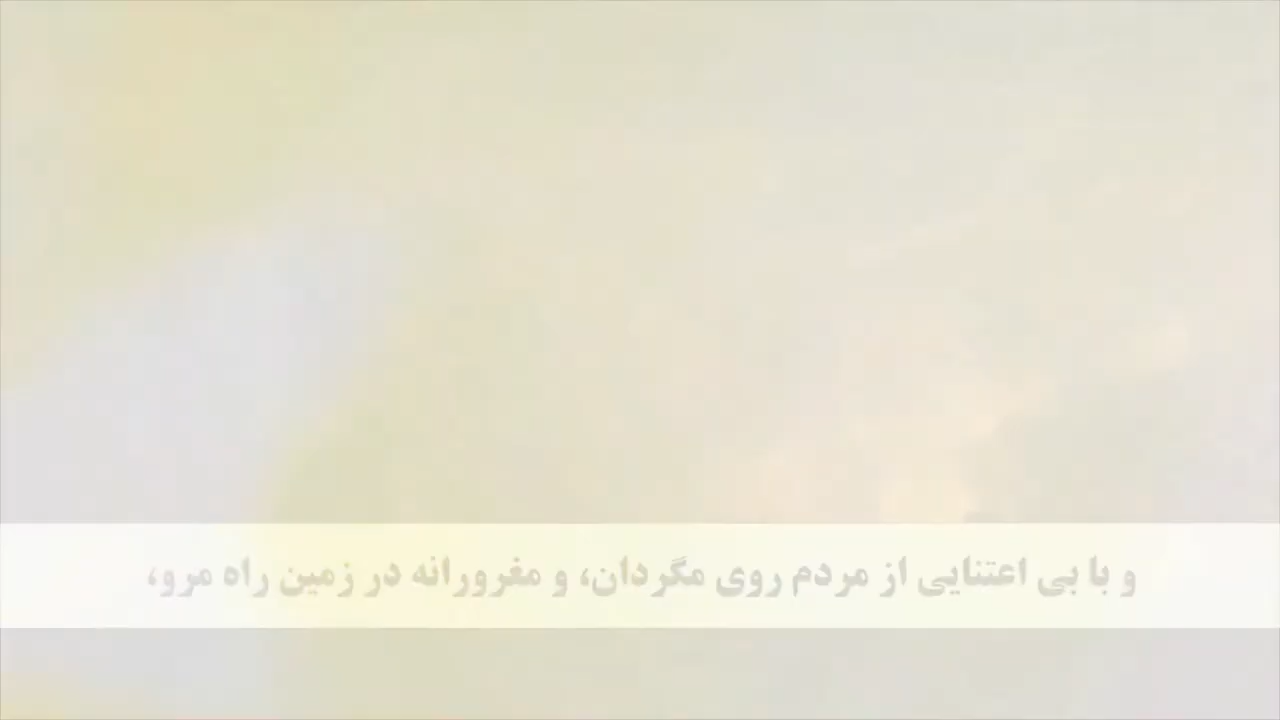 و با بی اعتنایی از مردم روی مگردان، و مغرورانه در زمین راه مرو،